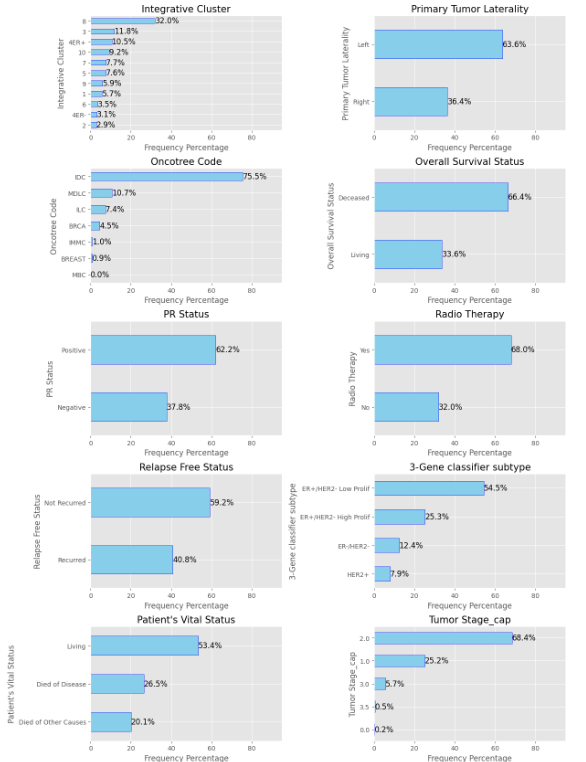 Integrative Cluster
Integrative Cluster
8
32.0%
3
11.8%
4ER+
10.5%
10
9.2%
7
7.7%
5
7.6%
9
5.9%
1
5.7%
6
3.5%
4ER-
3.1%
2
2.9%
0 20 40 60 80
Frequency Percentage
Primary Tumor Laterality
Primary Tumor Laterality
Left
63.6%
Right
36.4%
0 20 40 60 80
Frequency Percentage
Oncotree Code
Oncotree Code
IDC
75.5%
MDLC
10.7%
ILC
7.4%
BRCA
4.5%
IMMC
1.0%
BREAST
0.9%
MBC
0.0%
0 20 40 60 80
Frequency Percentage
Overall Survival Status
Overall Survival Status
Deceased
66.4%
Living
33.6%
0 20 40 60 80
Frequency Percentage
PR Status
PR Status
Positive
62.2%
Negative
37.8%
0 20 40 60 80
Frequency Percentage
Radio Therapy
Radio Therapy
Yes
68.0%
No
32.0%
0 20 40 60 80
Frequency Percentage
Relapse Free Status
Relapse Free Status
Not Recurred
59.2%
Recurred
40.8%
0 20 40 60 80
Frequency Percentage
3-Gene classifier subtype
3-Gene classifier subtype
ER+/HER2- Low Prolif
54.5%
ER+/HER2- High Prolif
25.3%
ER-/HER2-
12.4%
HER2+
7.9%
0 20 40 60 80
Frequency Percentage
Patient's Vital Status
Patient's Vital Status
Living
53.4%
Died of Disease
26.5%
Died of Other Causes
20.1%
0 20 40 60 80
Frequency Percentage
Tumor Stage_cap
Tumor Stage_cap
2.0
68.4%
1.0
25.2%
3.0
5.7%
3.5
0.5%
0.0
0.2%
0 20 40 60 80
Frequency Percentage